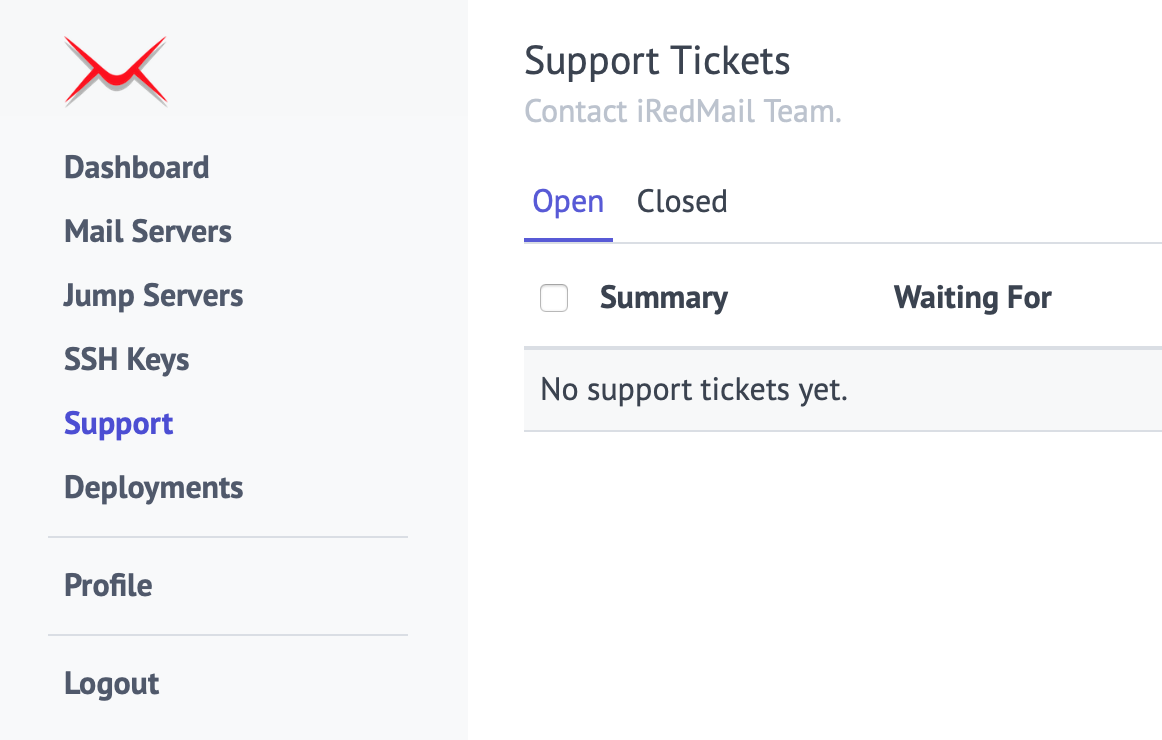 Dashboard
Mail Servers
Jump Servers
SSH Keys
Support
Deployments
Profile
Logout
Support Tickets
Contact iRedMail Team.
Open Closed
Summary Waiting For
No support tickets yet.